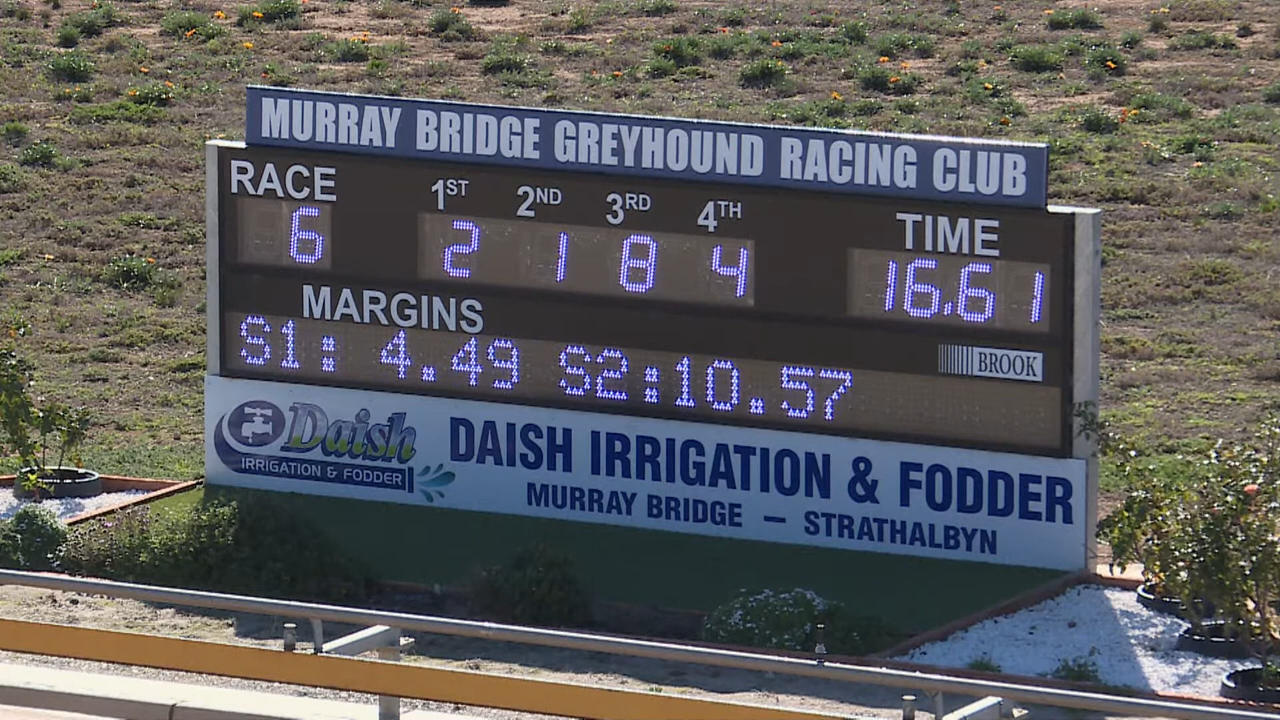 MURRAY BRIDGE GREYHOUND RACING CLUB
RACE 1ST 2ND 3RD 4TH TIME
6 2 1 8 4 16.61
MARGINS
S1: 4.49 S2:10.57
BROOK
Daish
IRRIGATION & FODDER
DAISH IRRIGATION & FODDER
MURRAY BRIDGE – STRATHALBYN